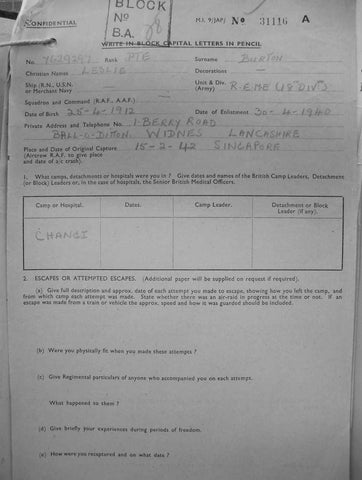 BLOCK
Nº
B.A.
CONFIDENTIAL
M.I. 9/JAP/ Nº 31116 A
WRITE IN BLOCK CAPITAL LETTERS IN PENCIL
No. 7629297 Rank PTE Surname BURTON
Christian Names LESLIE Decorations —
Ship (R.N., U.S.N. or Merchant Navy) Unit & Div. (Army) R.E.M.E (18 DIV)
Squadron and Command (R.A.F., A.A.F.)
Date of Birth 25-4-1912 Date of Enlistment 30-4-1940
Private Address and Telephone No. 1 BERRY ROAD
WIDNES LANCASHIRE
Place and Date of Original Capture 15-2-42 SINGAPORE
(Aircrew R.A.F. to give place
and date of a/c crash).
1. What camps, detachments or hospitals were you in ? Give dates and names of the British Camp Leaders, Detachment
(or Block) Leaders or, in the case of hospitals, the Senior British Medical Officers.
Camp or Hospital. Dates. Camp Leader. Detachment or Block Leader (if any).
CHANGI
2. ESCAPES OR ATTEMPTED ESCAPES. (Additional paper will be supplied on request if required).
(a) Give full description and approx. date of each attempt you made to escape, showing how you left the camp, and
from which camp each attempt was made. State whether there was an air-raid in progress at the time or not. If an
escape was made from a train or vehicle the approx. speed and how it was guarded should be included.
(b) Were you physically fit when you made these attempts ?
(c) Give Regimental particulars of anyone who accompanied you on each attempt.
What happened to them ?
(d) Give briefly your experiences during periods of freedom.
(e) How were you recaptured and on what date ?